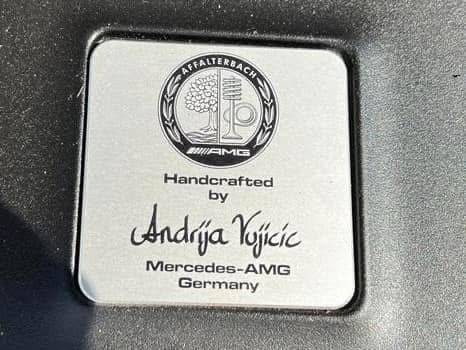 AFFALTERBACH
AMG
Handcrafted
by
Andrija Vujicic
Mercedes-AMG
Germany